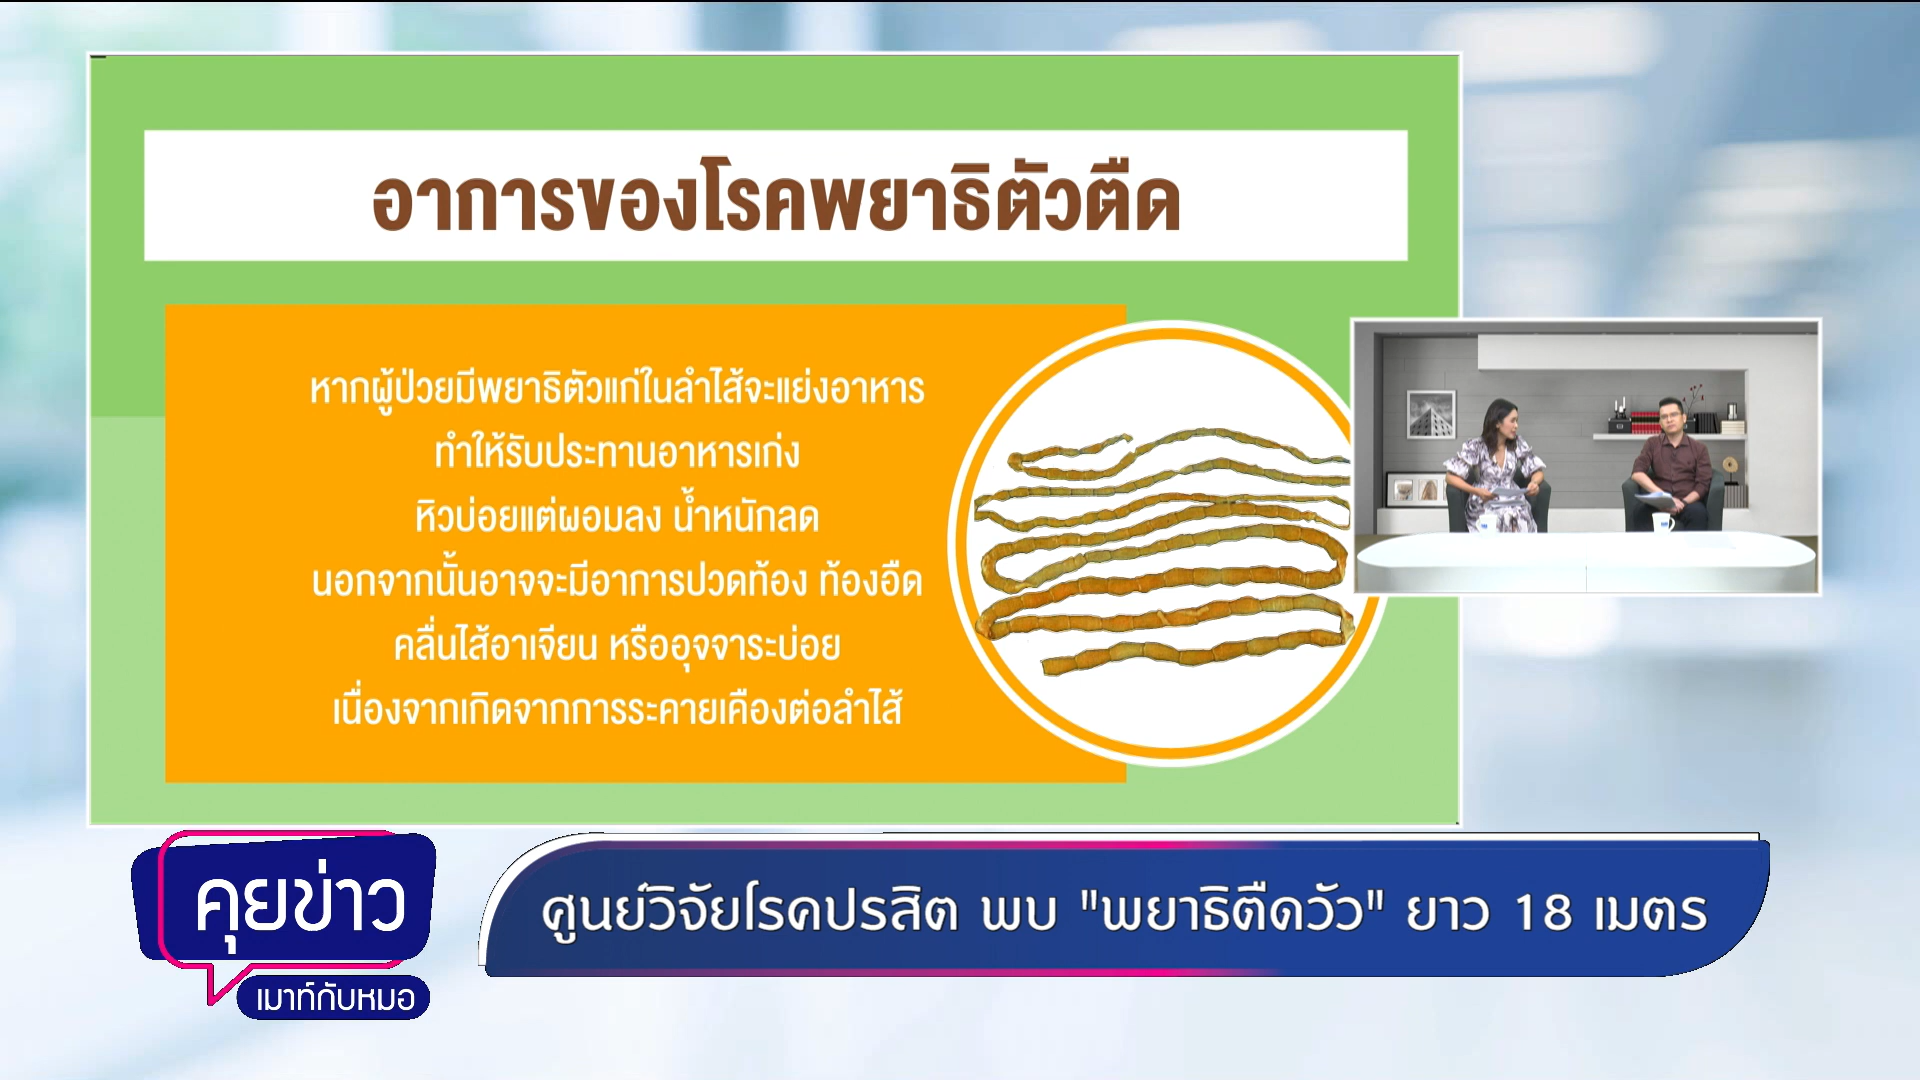 อาการของโรคพยาธิตัวตืด
หากผู้ป่วยมีพยาธิตัวแก่ในลำไส้จะแย่งอาหาร
ทำให้รับประทานอาหารเก่ง
หิวบ่อยแต่ผอมลง น้ำหนักลด
นอกจากนั้นอาจจะมีอาการปวดท้อง ท้องอืด
คลื่นไส้อาเจียน หรืออุจจาระบ่อย
เนื่องจากเกิดจากการระคายเคืองต่อลำไส้
คุยข่าว
เมาท์กับหมอ
ศูนย์วิจัยโรคปรสิต พบ "พยาธิตืดวัว" ยาว 18 เมตร